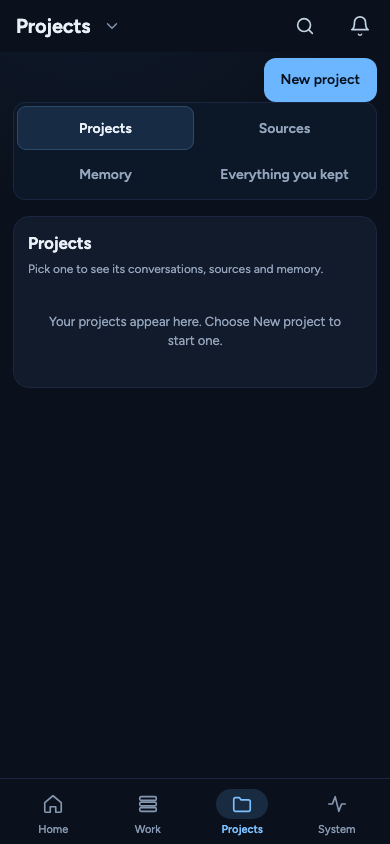 Projects
New project
Projects
Sources
Memory
Everything you kept
Projects
Pick one to see its conversations, sources and memory.
Your projects appear here. Choose New project to
start one.
Home
Work
Projects
System